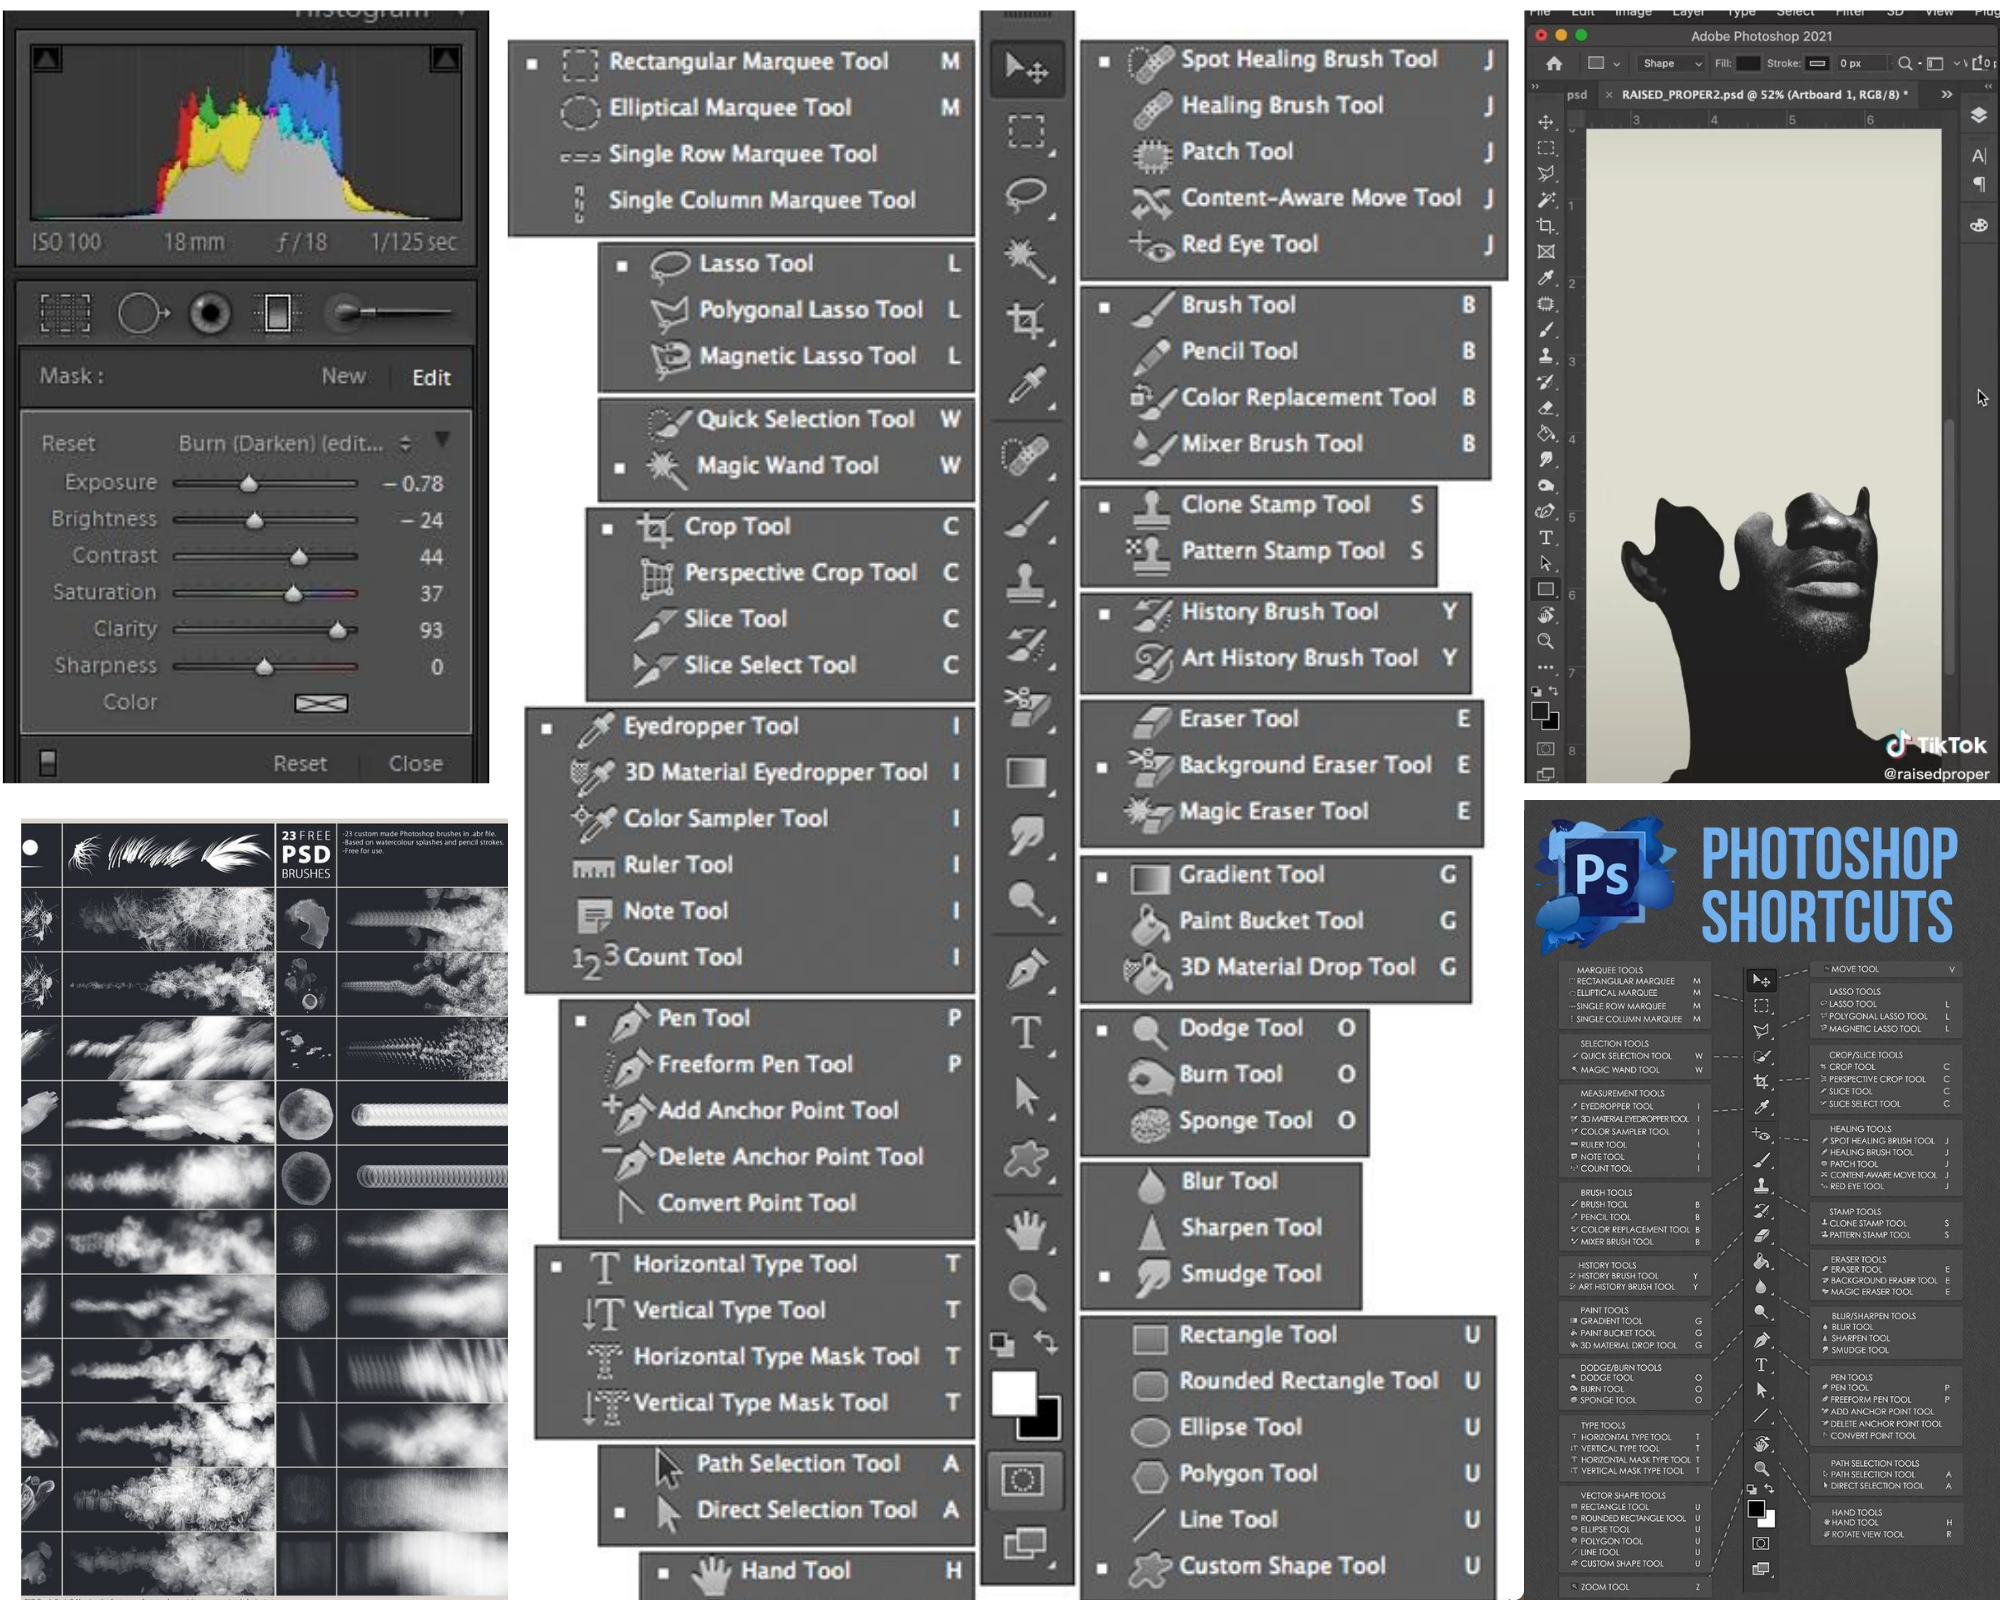 Histogram
ISO 100 18 mm ƒ / 18 1/125 sec
Mask : New Edit
Reset Burn (Darken) (edit...
Exposure – 0.78
Brightness – 24
Contrast 44
Saturation 37
Clarity 93
Sharpness 0
Color
Reset Close
23 FREE
PSD
BRUSHES
-23 custom made Photoshop brushes in .abr file.
-Based on watercolour splashes and pencil strokes.
-Free for use.
Rectangular Marquee Tool M
Elliptical Marquee Tool M
Single Row Marquee Tool
Single Column Marquee Tool
Lasso Tool L
Polygonal Lasso Tool L
Magnetic Lasso Tool L
Quick Selection Tool W
Magic Wand Tool W
Crop Tool C
Perspective Crop Tool C
Slice Tool C
Slice Select Tool C
Eyedropper Tool I
3D Material Eyedropper Tool I
Color Sampler Tool I
Ruler Tool I
Note Tool I
Count Tool I
Pen Tool P
Freeform Pen Tool P
Add Anchor Point Tool
Delete Anchor Point Tool
Convert Point Tool
Horizontal Type Tool T
Vertical Type Tool T
Horizontal Type Mask Tool T
Vertical Type Mask Tool T
Path Selection Tool A
Direct Selection Tool A
Hand Tool H
Spot Healing Brush Tool J
Healing Brush Tool J
Patch Tool J
Content-Aware Move Tool J
Red Eye Tool J
Brush Tool B
Pencil Tool B
Color Replacement Tool B
Mixer Brush Tool B
Clone Stamp Tool S
Pattern Stamp Tool S
History Brush Tool Y
Art History Brush Tool Y
Eraser Tool E
Background Eraser Tool E
Magic Eraser Tool E
Gradient Tool G
Paint Bucket Tool G
3D Material Drop Tool G
Dodge Tool O
Burn Tool O
Sponge Tool O
Blur Tool
Sharpen Tool
Smudge Tool
Rectangle Tool U
Rounded Rectangle Tool U
Ellipse Tool U
Polygon Tool U
Line Tool U
Custom Shape Tool U
File Edit Image Layer Type Select Filter 3D View Plug
Adobe Photoshop 2021
Shape Fill: Stroke: 0 px
psd × RAISED_PROPER2.psd @ 52% (Artboard 1, RGB/8) *
3 4 5 6
1
2
3
4
5
6
7
8
TikTok
@raisedproper
Ps
PHOTOSHOP
SHORTCUTS
MARQUEE TOOLS
RECTANGULAR MARQUEE M
ELLIPTICAL MARQUEE M
SINGLE ROW MARQUEE M
SINGLE COLUMN MARQUEE M
SELECTION TOOLS
QUICK SELECTION TOOL W
MAGIC WAND TOOL W
MEASUREMENT TOOLS
EYEDROPPER TOOL I
3D MATERIAL EYEDROPPER TOOL I
COLOR SAMPLER TOOL I
RULER TOOL I
NOTE TOOL I
COUNT TOOL I
BRUSH TOOLS
BRUSH TOOL B
PENCIL TOOL B
COLOR REPLACEMENT TOOL B
MIXER BRUSH TOOL B
HISTORY TOOLS
HISTORY BRUSH TOOL Y
ART HISTORY BRUSH TOOL Y
PAINT TOOLS
GRADIENT TOOL G
PAINT BUCKET TOOL G
3D MATERIAL DROP TOOL G
DODGE/BURN TOOLS
DODGE TOOL O
BURN TOOL O
SPONGE TOOL O
TYPE TOOLS
HORIZONTAL TYPE TOOL T
VERTICAL TYPE TOOL T
HORIZONTAL MASK TYPE TOOL T
VERTICAL MASK TYPE TOOL T
VECTOR SHAPE TOOLS
RECTANGLE TOOL U
ROUNDED RECTANGLE TOOL U
ELLIPSE TOOL U
POLYGON TOOL U
LINE TOOL U
CUSTOM SHAPE TOOL U
ZOOM TOOL Z
MOVE TOOL V
LASSO TOOLS
LASSO TOOL L
POLYGONAL LASSO TOOL L
MAGNETIC LASSO TOOL L
CROP/SLICE TOOLS
CROP TOOL C
PERSPECTIVE CROP TOOL C
SLICE TOOL C
SLICE SELECT TOOL C
HEALING TOOLS
SPOT HEALING BRUSH TOOL J
HEALING BRUSH TOOL J
PATCH TOOL J
CONTENT-AWARE MOVE TOOL J
RED EYE TOOL J
STAMP TOOLS
CLONE STAMP TOOL S
PATTERN STAMP TOOL S
ERASER TOOLS
ERASER TOOL E
BACKGROUND ERASER TOOL E
MAGIC ERASER TOOL E
BLUR/SHARPEN TOOLS
BLUR TOOL
SHARPEN TOOL
SMUDGE TOOL
PEN TOOLS
PEN TOOL P
FREEFORM PEN TOOL P
ADD ANCHOR POINT TOOL
DELETE ANCHOR POINT TOOL
CONVERT POINT TOOL
PATH SELECTION TOOLS
PATH SELECTION TOOL A
DIRECT SELECTION TOOL A
HAND TOOLS
HAND TOOL H
ROTATE VIEW TOOL R